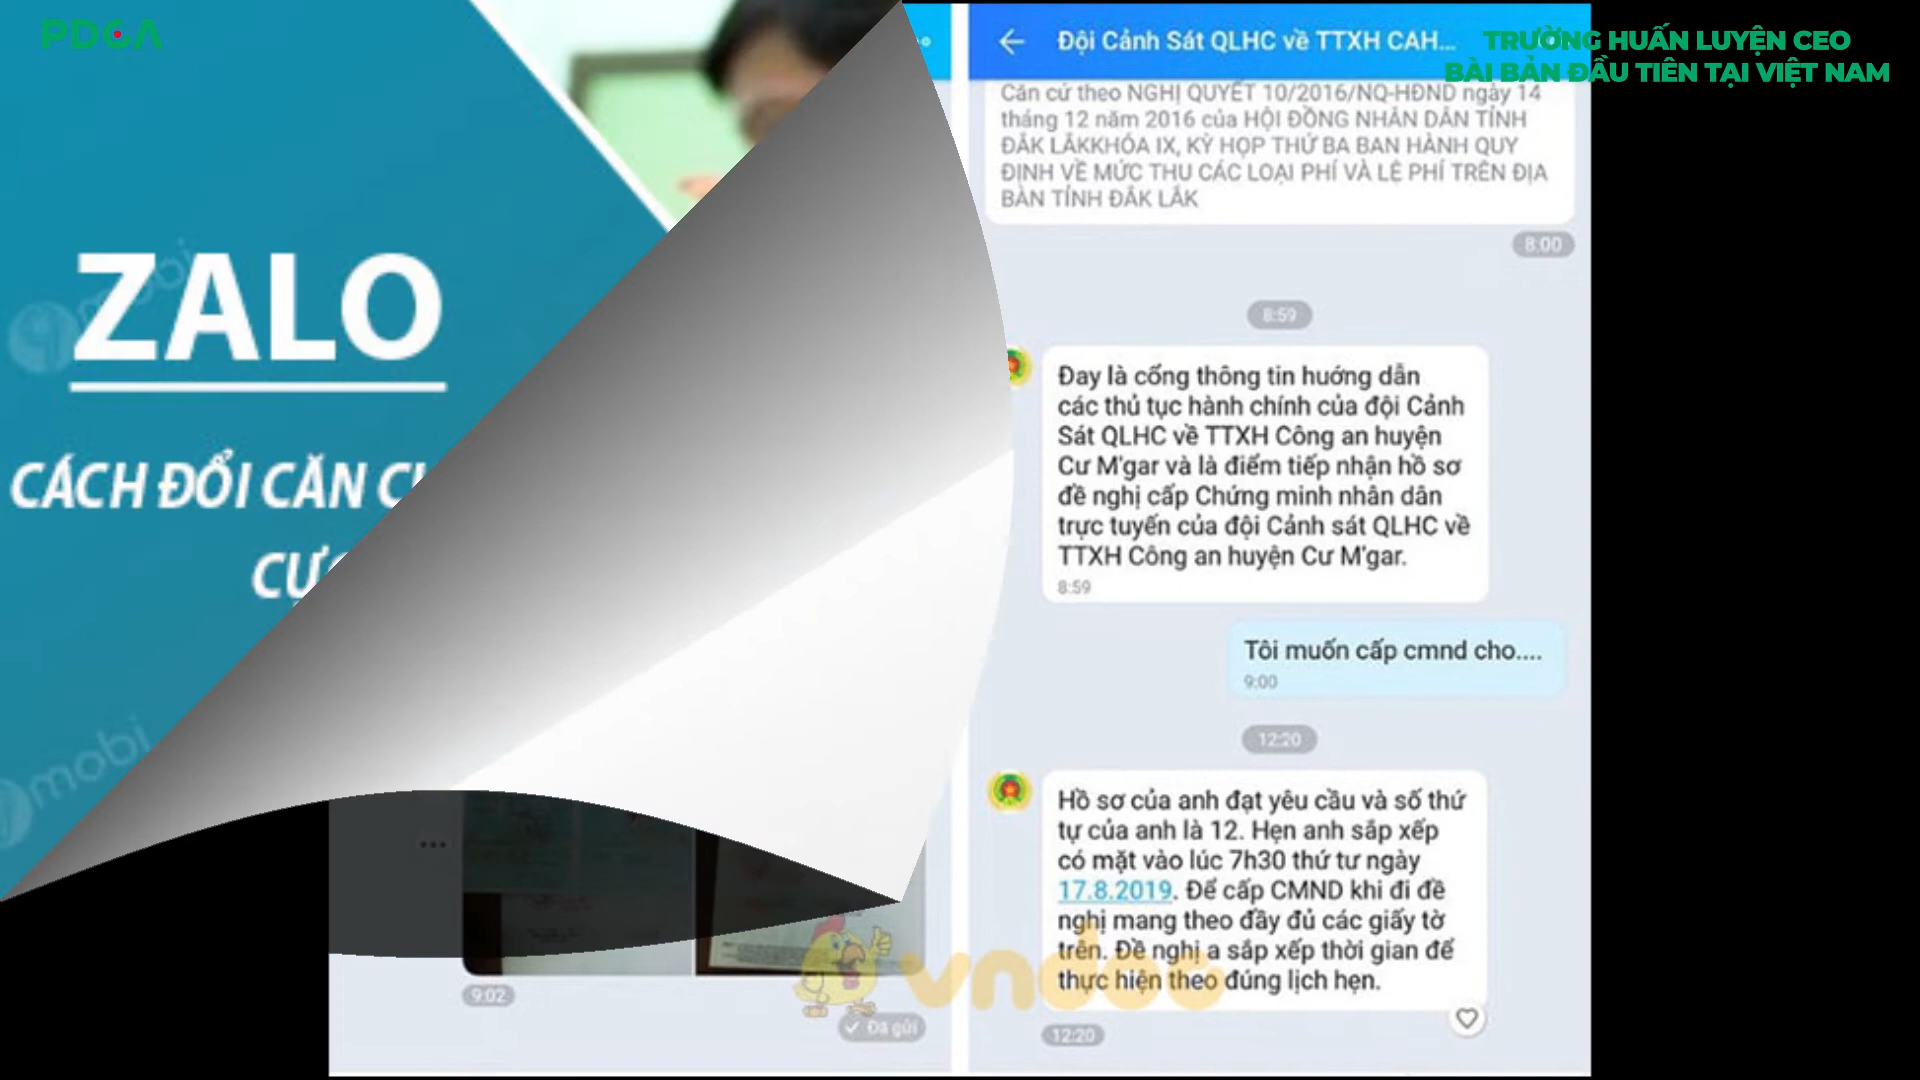 PDCA
TRƯỜNG HUẤN LUYỆN CEO
BÀI BẢN ĐẦU TIÊN TẠI VIỆT NAM
ZALO
CÁCH ĐỔI CĂN
mobi
mobi
Đội Cảnh Sát QLHC về TTXH CAH...
Căn cứ theo NGHỊ QUYẾT 10/2016/NQ-HĐND ngày 14
tháng 12 năm 2016 của HỘI ĐỒNG NHÂN DÂN TỈNH
ĐẮK LẮKKHÓA IX, KỲ HỌP THỨ BA BAN HÀNH QUY
ĐỊNH VỀ MỨC THU CÁC LOẠI PHÍ VÀ LỆ PHÍ TRÊN ĐỊA
BÀN TỈNH ĐẮK LẮK
8:00
8:59
Đay là cổng thông tin hướng dẫn
các thủ tục hành chính của đội Cảnh
Sát QLHC về TTXH Công an huyện
Cư M'gar và là điểm tiếp nhận hồ sơ
đề nghị cấp Chứng minh nhân dân
trực tuyến của đội Cảnh sát QLHC về
TTXH Công an huyện Cư M'gar.
8:59
Tôi muốn cấp cmnd cho....
9:00
12:20
Hồ sơ của anh đạt yêu cầu và số thứ
tự của anh là 12. Hẹn anh sắp xếp
có mặt vào lúc 7h30 thứ tư ngày
17.8.2019. Để cấp CMND khi đi đề
nghị mang theo đầy đủ các giấy tờ
trên. Đề nghị a sắp xếp thời gian để
thực hiện theo đúng lịch hẹn.
12:20
9:02
Đã gửi
vndoc